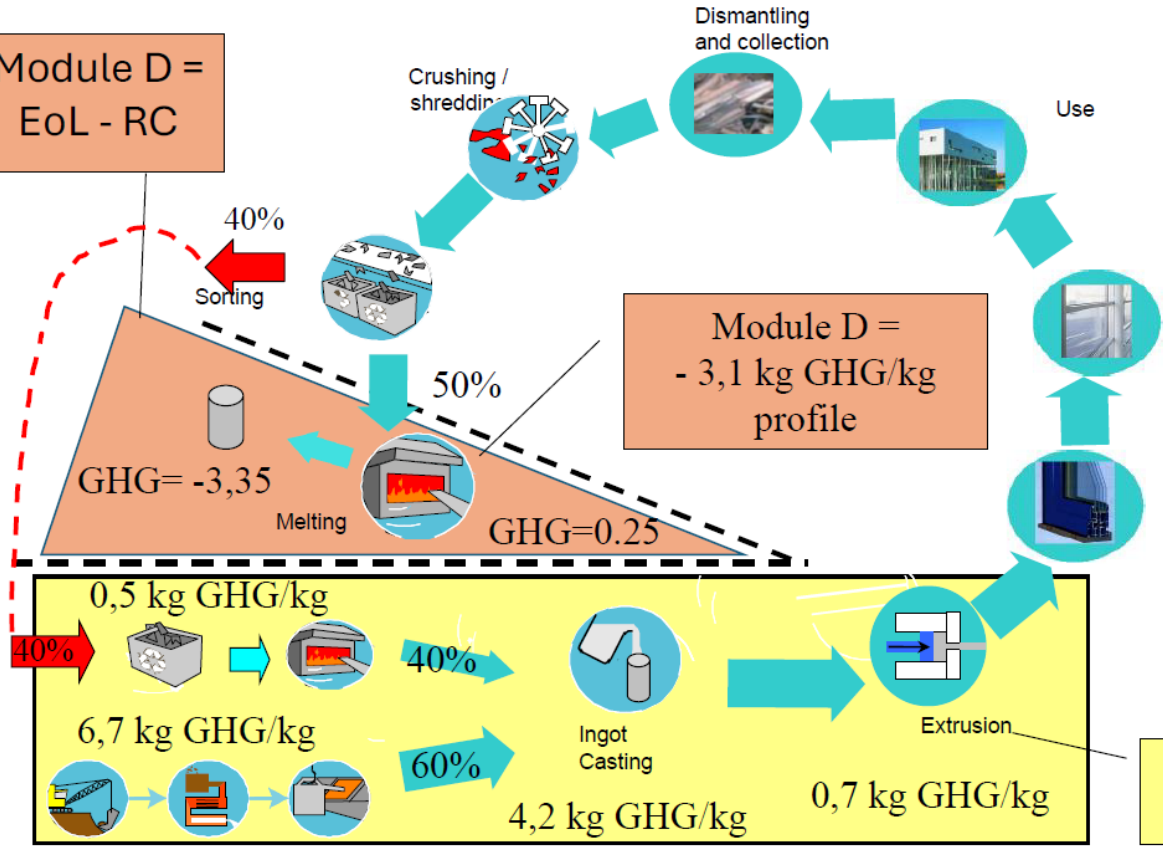 Module D =
EoL - RC
Dismantling
and collection
Crushing /
Use
40%
Sorting
50%
Module D =
- 3,1 kg GHG/kg
profile
GHG= -3,35
Melting
GHG=0.25
0,5 kg GHG/kg
40%
40%
6,7 kg GHG/kg
60%
Ingot
Casting
Extrusion
4,2 kg GHG/kg
0,7 kg GHG/kg